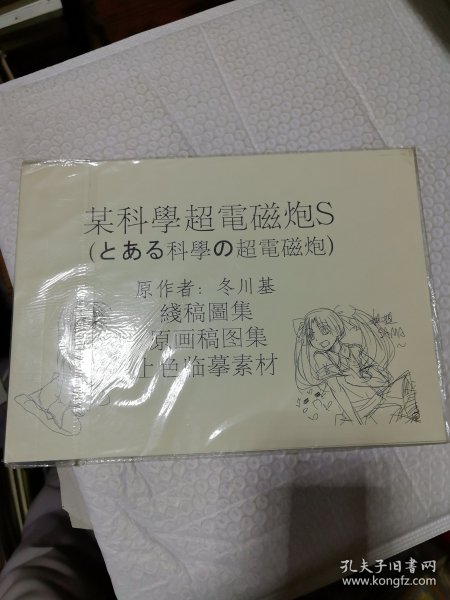 某科學超電磁炮S
(とある科學の超電磁炮)
原作者：冬川基
綫稿圖集
原画稿图集
上色临摹素材
孔夫子旧书网
www.kongfz.com